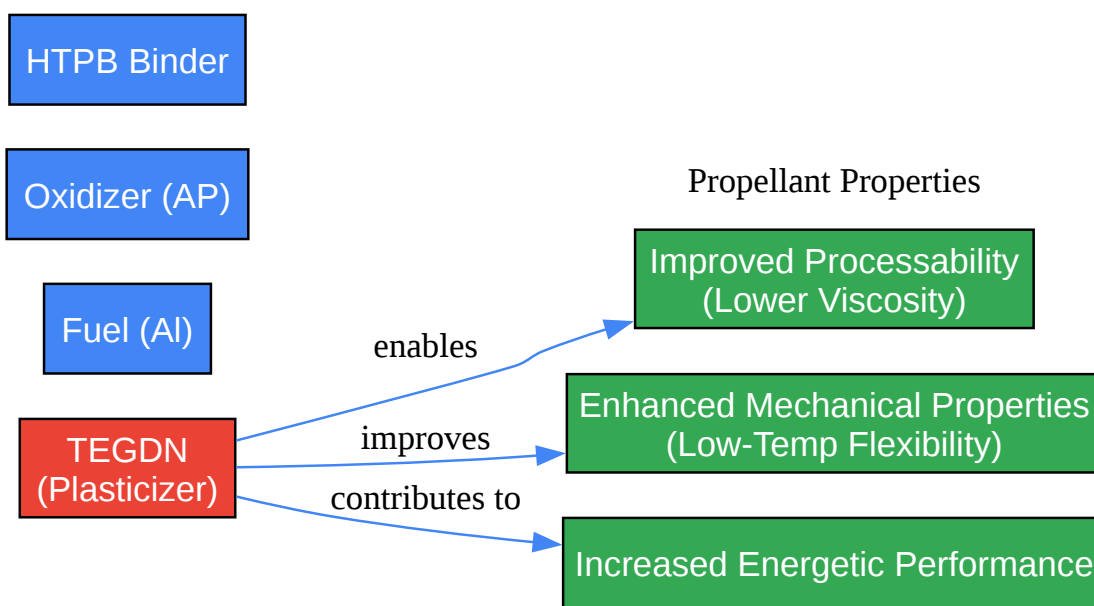 HTPB Binder
Oxidizer (AP)
Fuel (Al)
TEGDN
(Plasticizer)
enables
improves
contributes to
Propellant Properties
Improved Processability
(Lower Viscosity)
Enhanced Mechanical Properties
(Low-Temp Flexibility)
Increased Energetic Performance